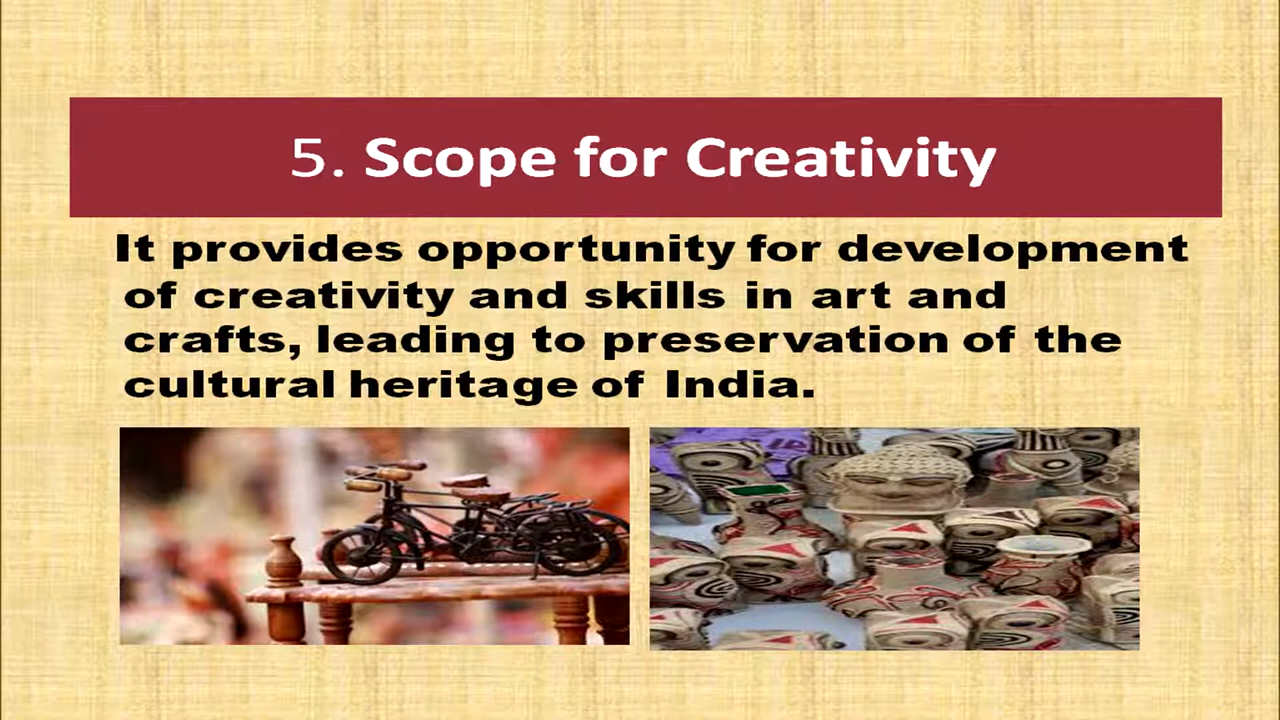 5. Scope for Creativity
It provides opportunity for development
of creativity and skills in art and
crafts, leading to preservation of the
cultural heritage of India.